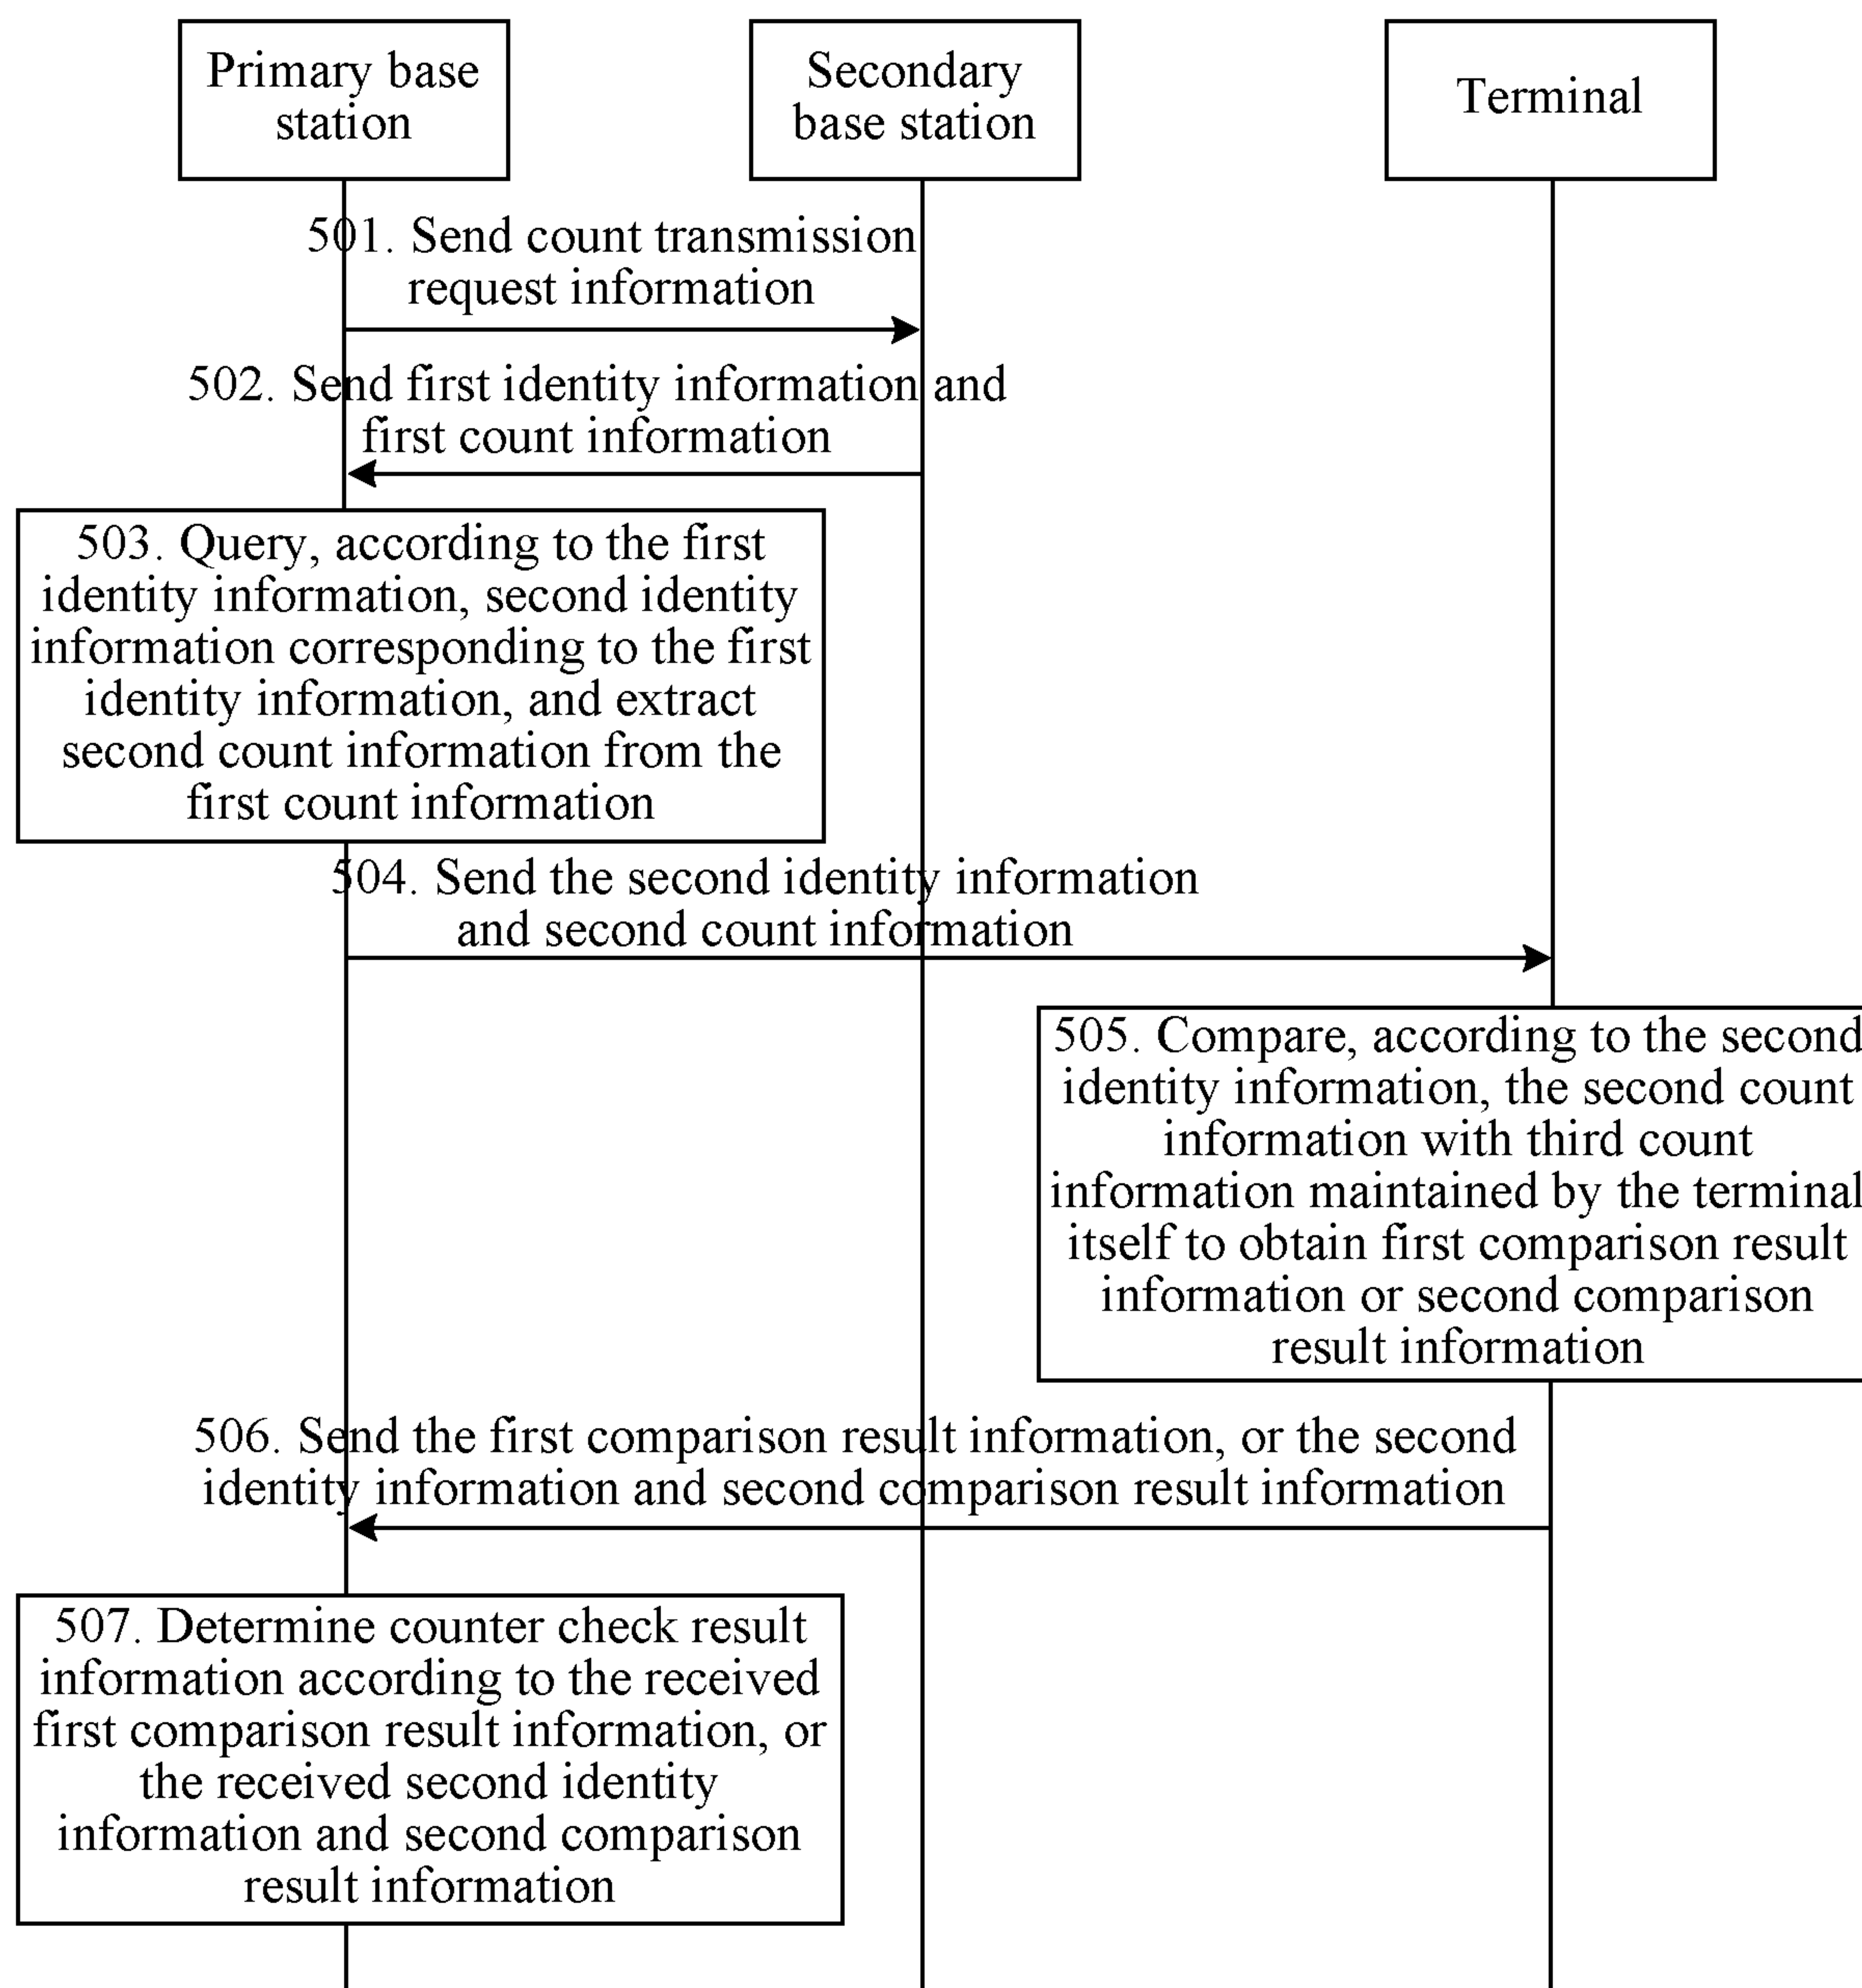 Primary base
station
Secondary
base station
Terminal
501. Send count transmission
request information
502. Send first identity information and
first count information
503. Query, according to the first
identity information, second identity
information corresponding to the first
identity information, and extract
second count information from the
first count information
504. Send the second identity information
and second count information
505. Compare, according to the second
identity information, the second count
information with third count
information maintained by the terminal
itself to obtain first comparison result
information or second comparison
result information
506. Send the first comparison result information, or the second
identity information and second comparison result information
507. Determine counter check result
information according to the received
first comparison result information, or
the received second identity
information and second comparison
result information